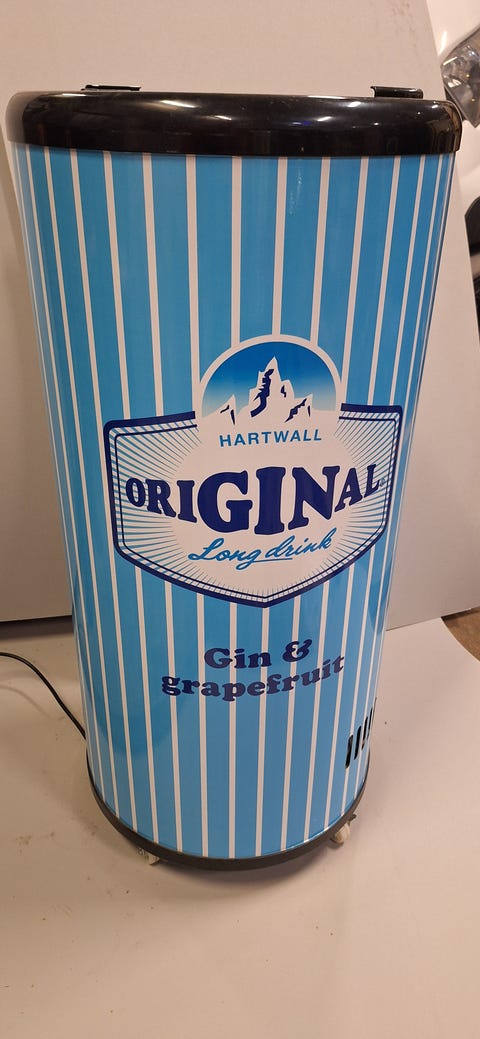 HARTWALL
ORIGINAL
Long drink
Gin &
grapefruit